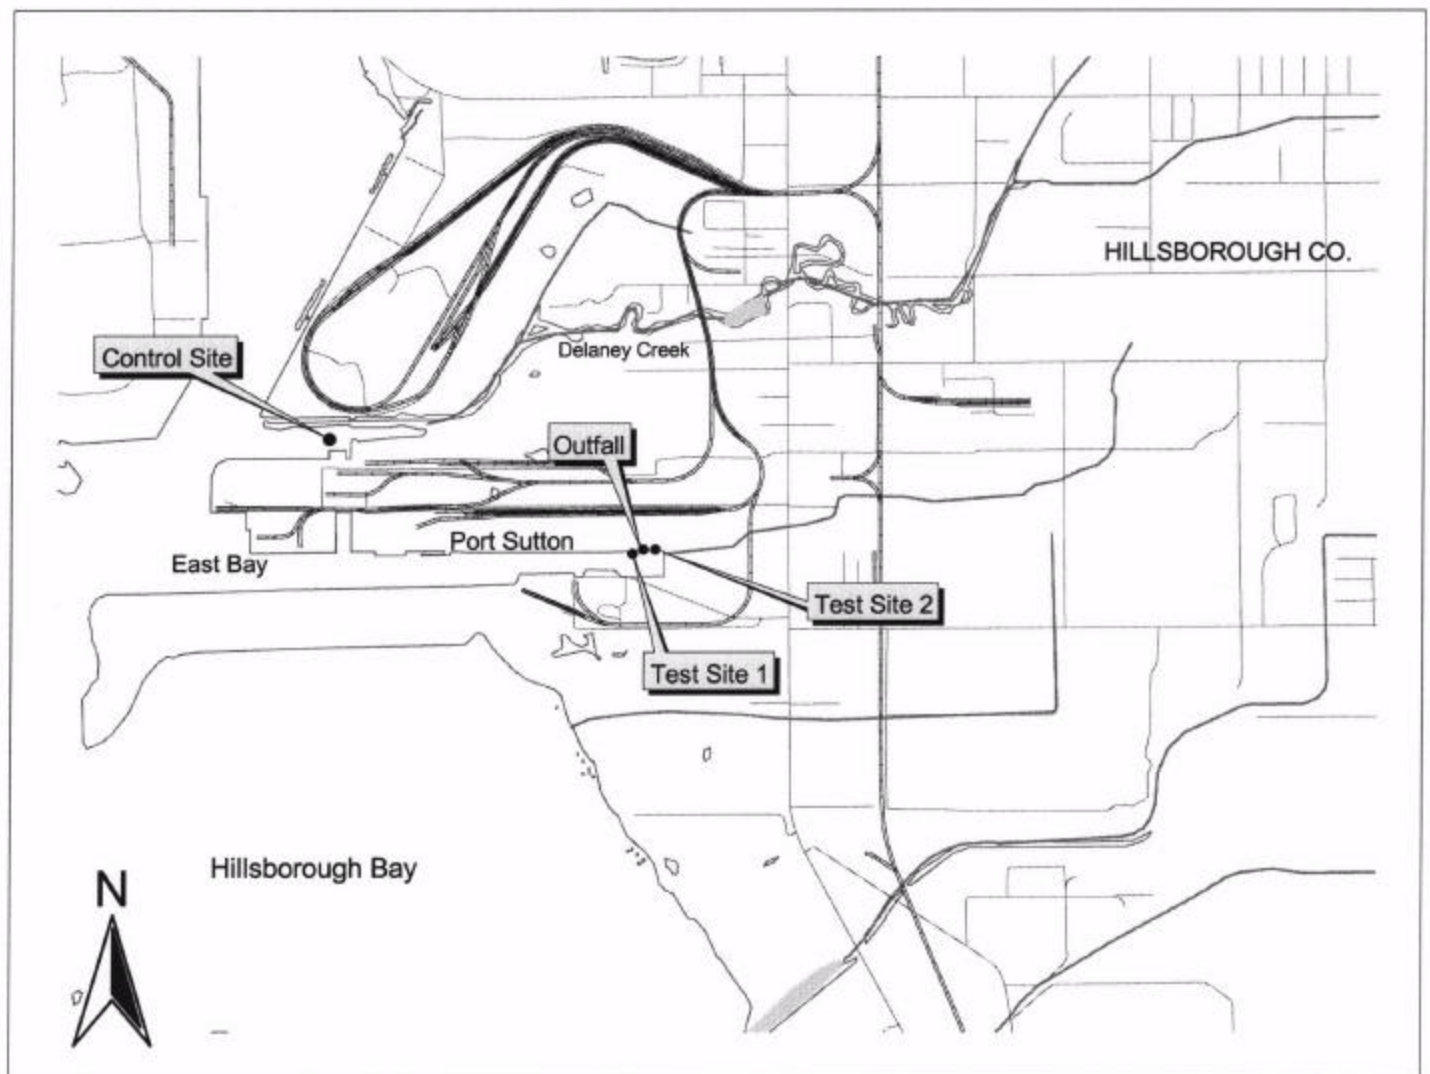 HILLSBOROUGH CO.
Control Site
Delaney Creek
Outfall
Port Sutton
East Bay
Test Site 2
Test Site 1
Hillsborough Bay
N